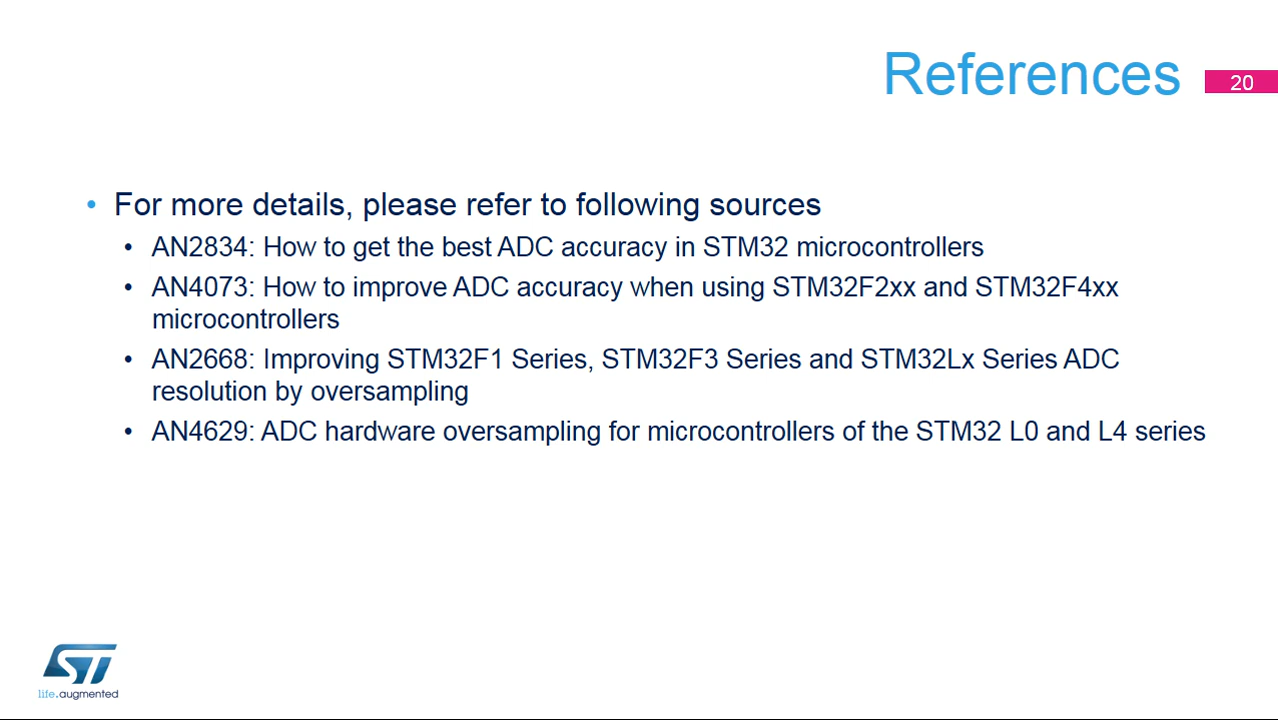 References
20
• For more details, please refer to following sources
• AN2834: How to get the best ADC accuracy in STM32 microcontrollers
• AN4073: How to improve ADC accuracy when using STM32F2xx and STM32F4xx
microcontrollers
• AN2668: Improving STM32F1 Series, STM32F3 Series and STM32Lx Series ADC
resolution by oversampling
• AN4629: ADC hardware oversampling for microcontrollers of the STM32 L0 and L4 series
ST
life.augmented